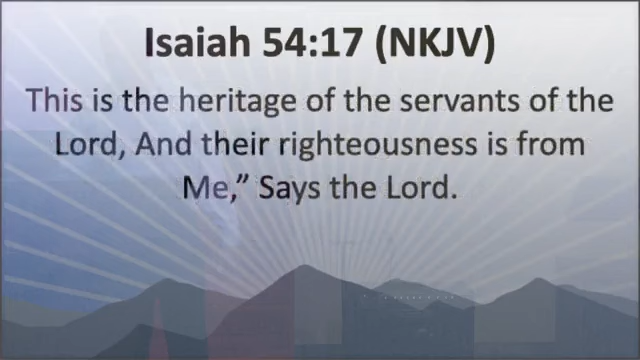 Isaiah 54:17 (NKJV)
This is the heritage of the servants of the
Lord, And their righteousness is from
Me,” Says the Lord.